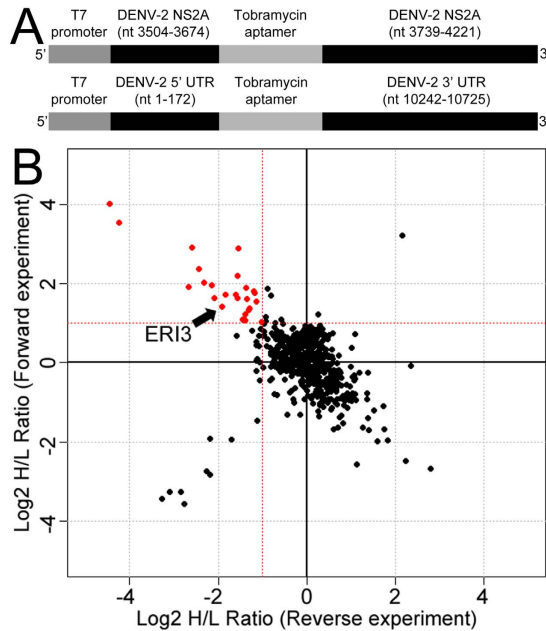 A
T7 promoter
DENV-2 NS2A (nt 3504-3674)
Tobramycin aptamer
DENV-2 NS2A (nt 3739-4221)
5'
3
T7 promoter
DENV-2 5' UTR (nt 1-172)
Tobramycin aptamer
DENV-2 3' UTR (nt 10242-10725)
5'
3
B
Log2 H/L Ratio (Forward experiment)
4
2
0
-2
-4
ERI3
-4 -2 0 2 4
Log2 H/L Ratio (Reverse experiment)